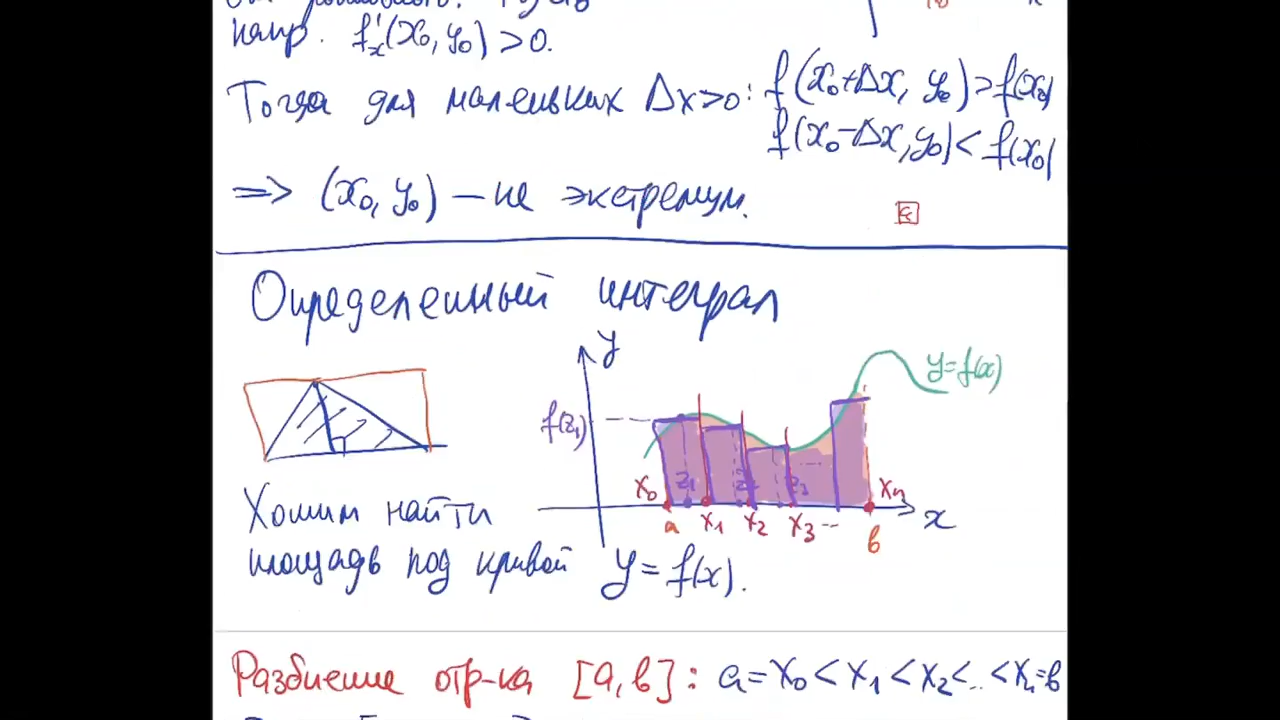 напр. f'x(x0, y0) > 0.
Тогда для маленьких Δx>0: f(x0+Δx, y0) > f(x0)
f(x0−Δx, y0) < f(x0)
=> (x0, y0) — не экстремум.
Определенный интеграл
y
y=f(x)
f(z1)
z1 z2 z3
x0 xn
a x1 x2 x3 ... b x
Хотим найти
площадь под кривой y = f(x).
Разбиение отр-ка [a, b]: a = x0 < x1 < x2 < .. < xn = b